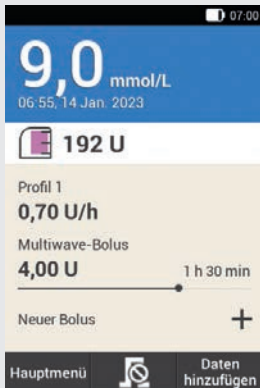 07:00
9,0 mmol/L
06:55, 14 Jan. 2023
192 U
Profil 1
0,70 U/h
Multiwave-Bolus
4,00 U 1 h 30 min
Neuer Bolus +
Hauptmenü
Daten
hinzufügen